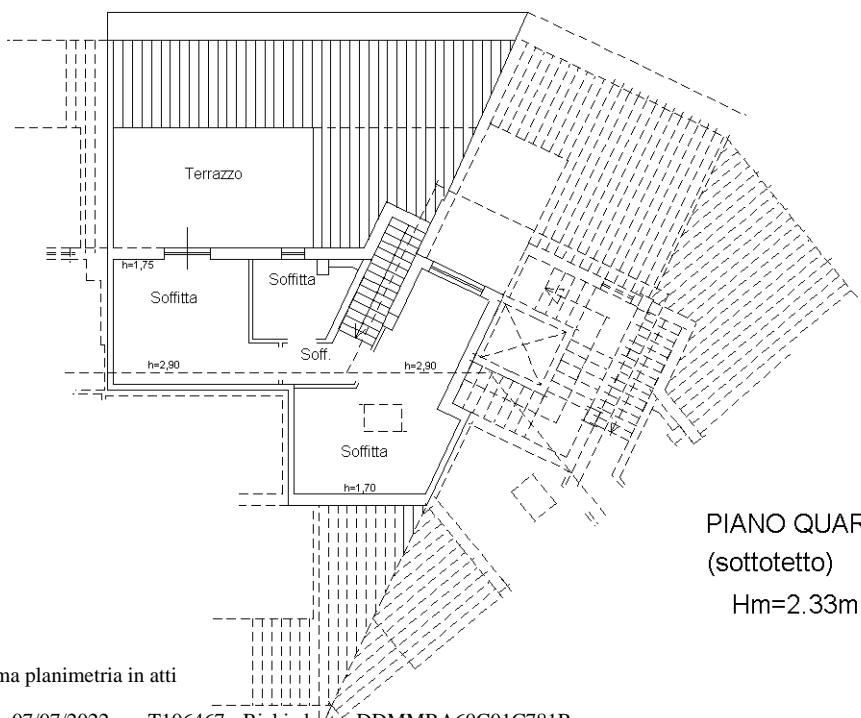 Terrazzo
h=1,75
Soffitta
Soffitta
Soff.
h=2,90
h=2,90
Soffitta
h=1,70
PIANO QUAR
(sottotetto)
Hm=2.33m
ma planimetria in atti
07/07/2022